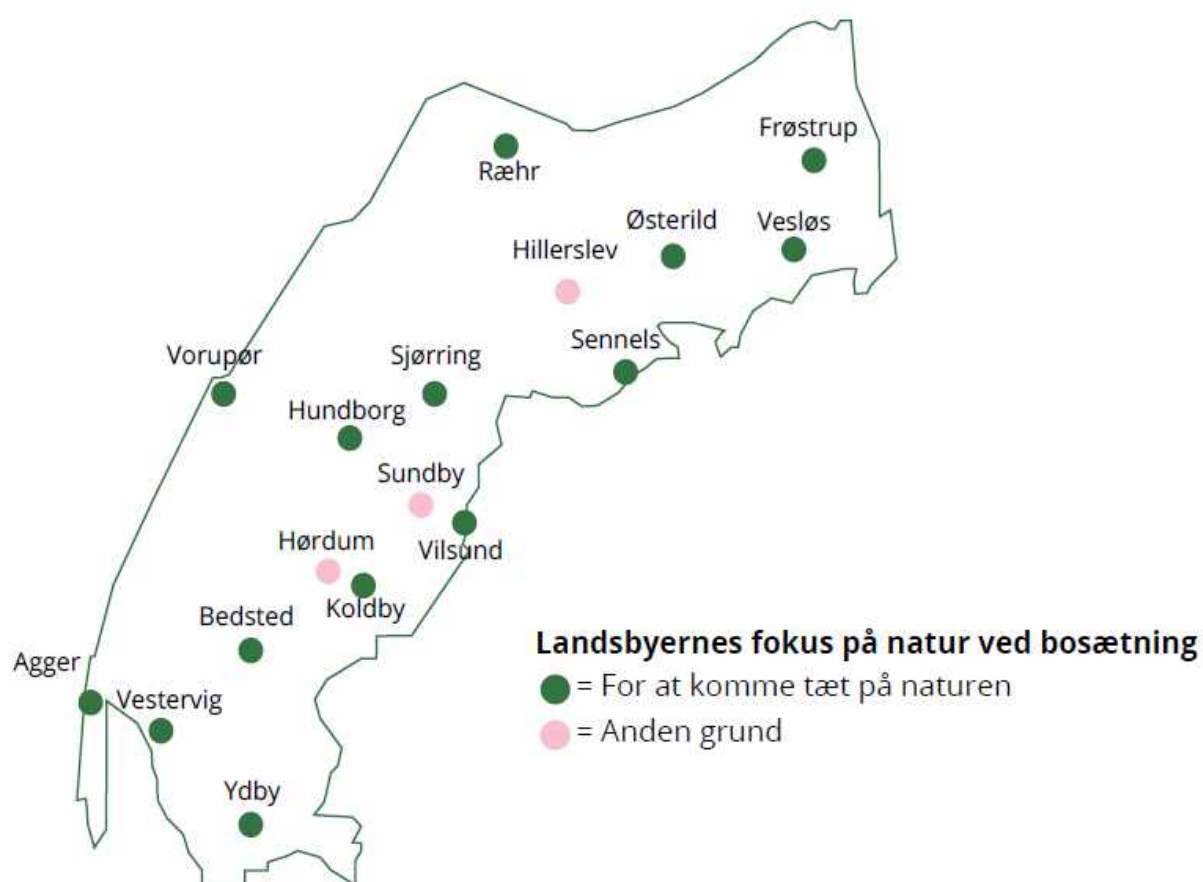 Frøstrup
Ræhr
Østerild
Vesløs
Hillerslev
Sennels
Vorupør
Sjørring
Hundborg
Sundby
Hørdum
Vilsund
Koldby
Bedsted
Agger
Vestervig
Ydby
Landsbyernes fokus på natur ved bosætning
= For at komme tæt på naturen
= Anden grund